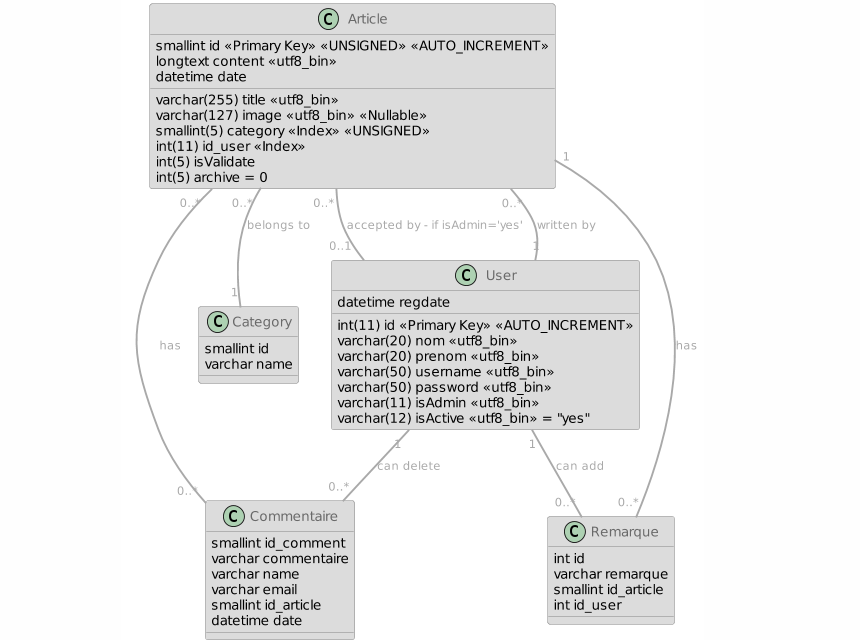 C Article
smallint id «Primary Key» «UNSIGNED» «AUTO_INCREMENT»
longtext content «utf8_bin»
datetime date
varchar(255) title «utf8_bin»
varchar(127) image «utf8_bin» «Nullable»
smallint(5) category «Index» «UNSIGNED»
int(11) id_user «Index»
int(5) isValidate
int(5) archive = 0
1
0..* 0..* 0..* 0..*
belongs to accepted by - if isAdmin='yes' written by
0..1 1
C User
datetime regdate
int(11) id «Primary Key» «AUTO_INCREMENT»
varchar(20) nom «utf8_bin»
varchar(20) prenom «utf8_bin»
varchar(50) username «utf8_bin»
varchar(50) password «utf8_bin»
varchar(11) isAdmin «utf8_bin»
varchar(12) isActive «utf8_bin» = "yes"
1
C Category
smallint id
varchar name
has
has
1 1
can delete can add
0..* 0..* 0..* 0..*
C Commentaire
smallint id_comment
varchar commentaire
varchar name
varchar email
smallint id_article
datetime date
C Remarque
int id
varchar remarque
smallint id_article
int id_user